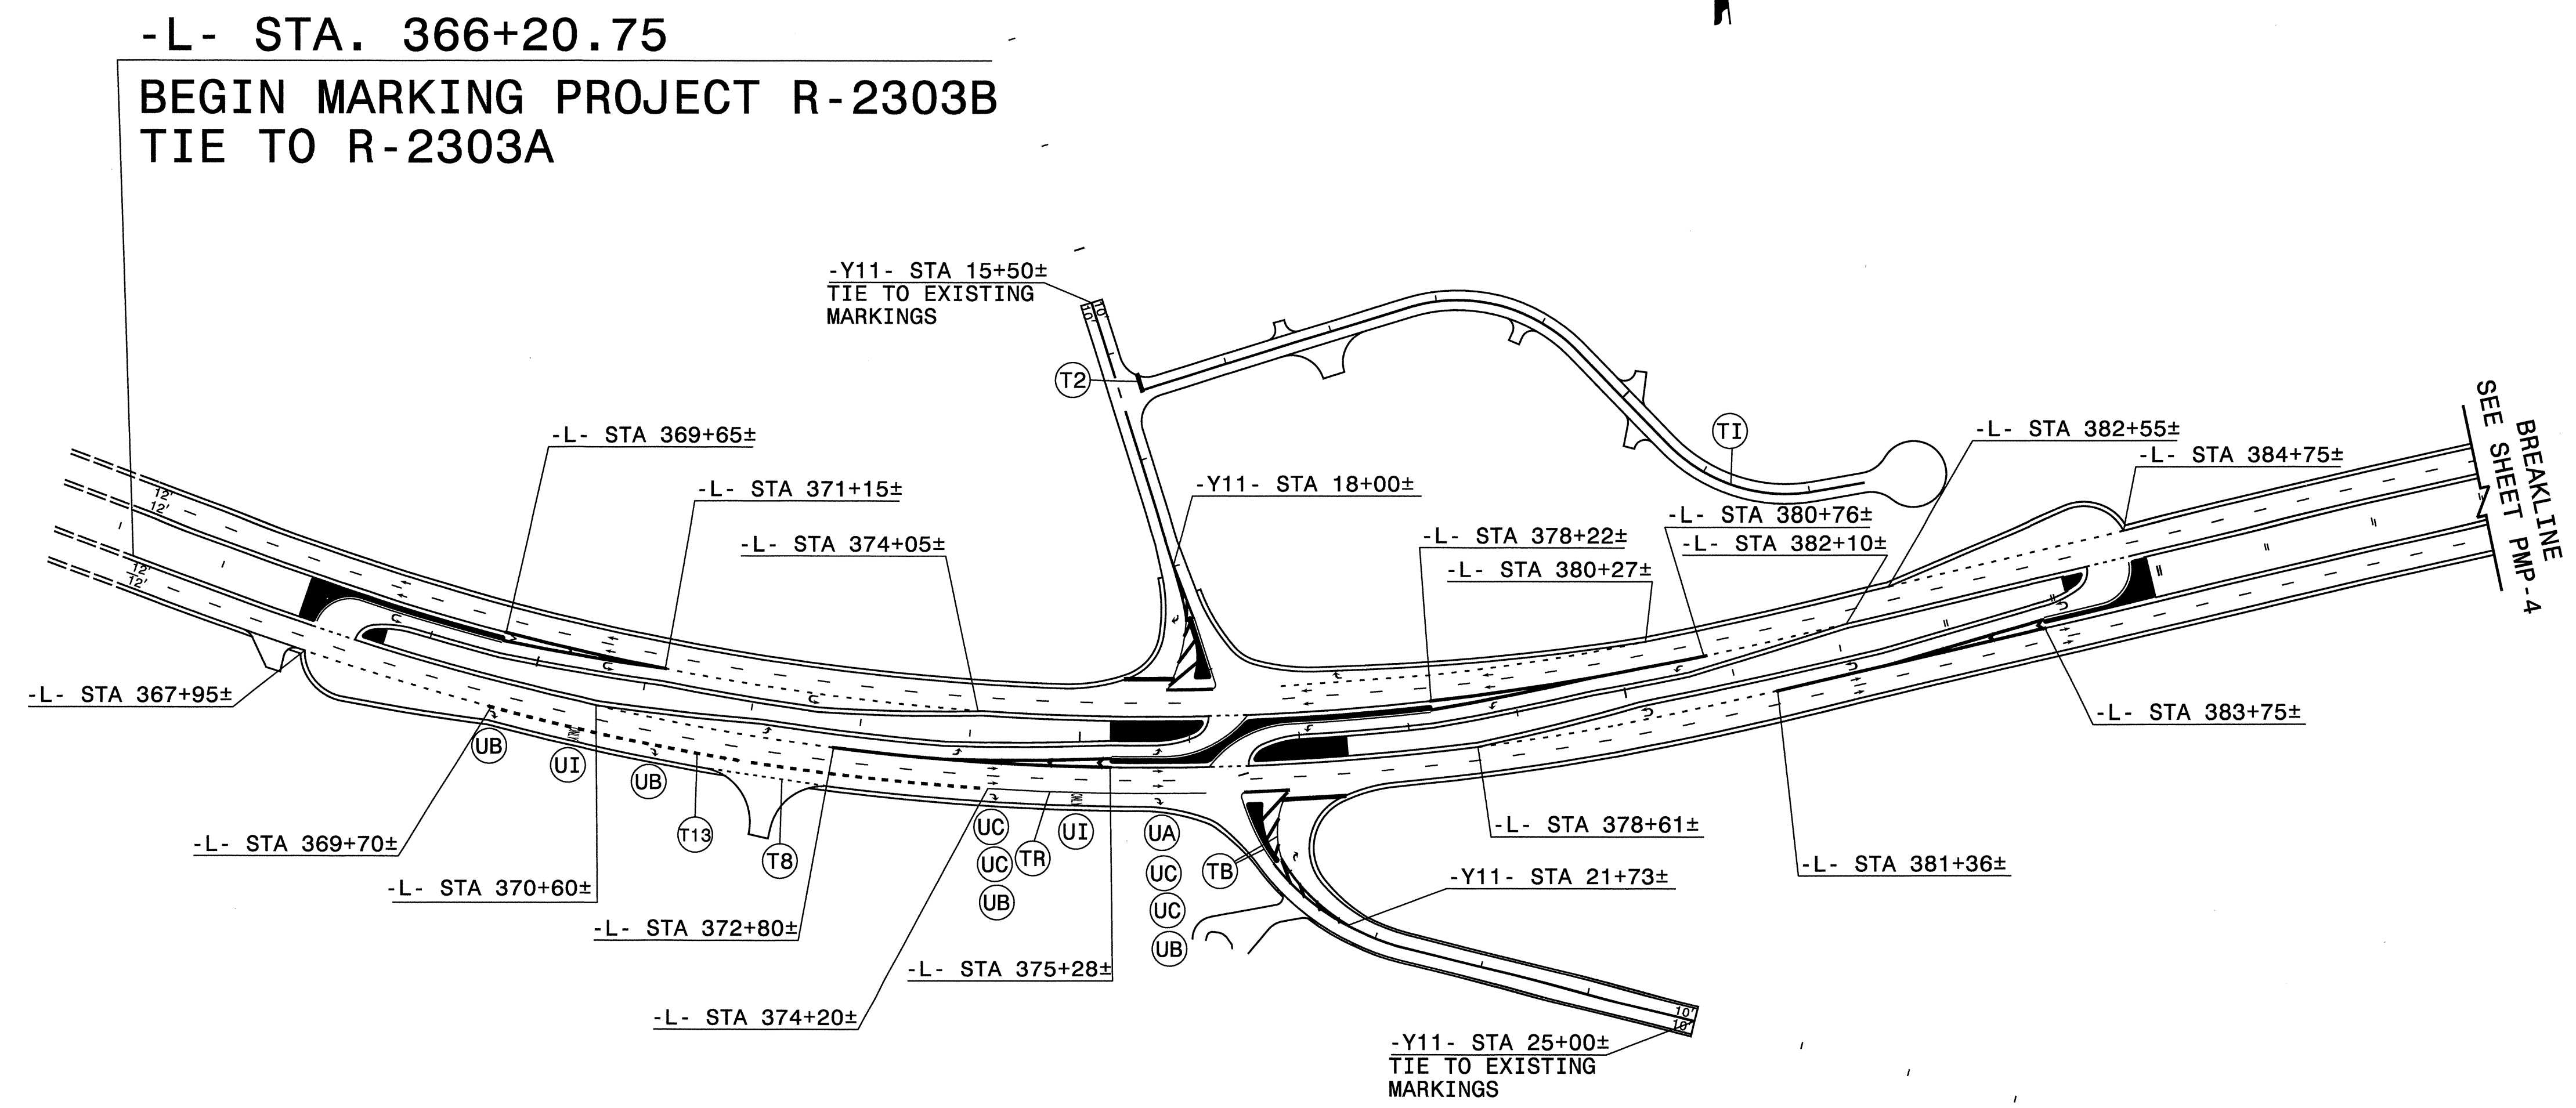 -L- STA. 366+20.75
BEGIN MARKING PROJECT R-2303B
TIE TO R-2303A
-Y11- STA 15+50±
TIE TO EXISTING
MARKINGS
10'
10'
T2
TI
-L- STA 369+65±
-L- STA 371+15±
-L- STA 374+05±
-Y11- STA 18+00±
-L- STA 382+55±
-L- STA 384+75±
-L- STA 380+76±
-L- STA 382+10±
-L- STA 378+22±
-L- STA 380+27±
BREAKLINE
SEE SHEET PMP-4
12'
12'
12'
12'
-L- STA 367+95±
-L- STA 383+75±
ONLY
ONLY
UB
UI
UB
T13
T8
UC
UC
UB
TR
UI
UA
UC
UC
UB
TB
-L- STA 369+70±
-L- STA 370+60±
-L- STA 372+80±
-L- STA 375+28±
-L- STA 374+20±
-L- STA 378+61±
-L- STA 381+36±
-Y11- STA 21+73±
10'
10'
-Y11- STA 25+00±
TIE TO EXISTING
MARKINGS